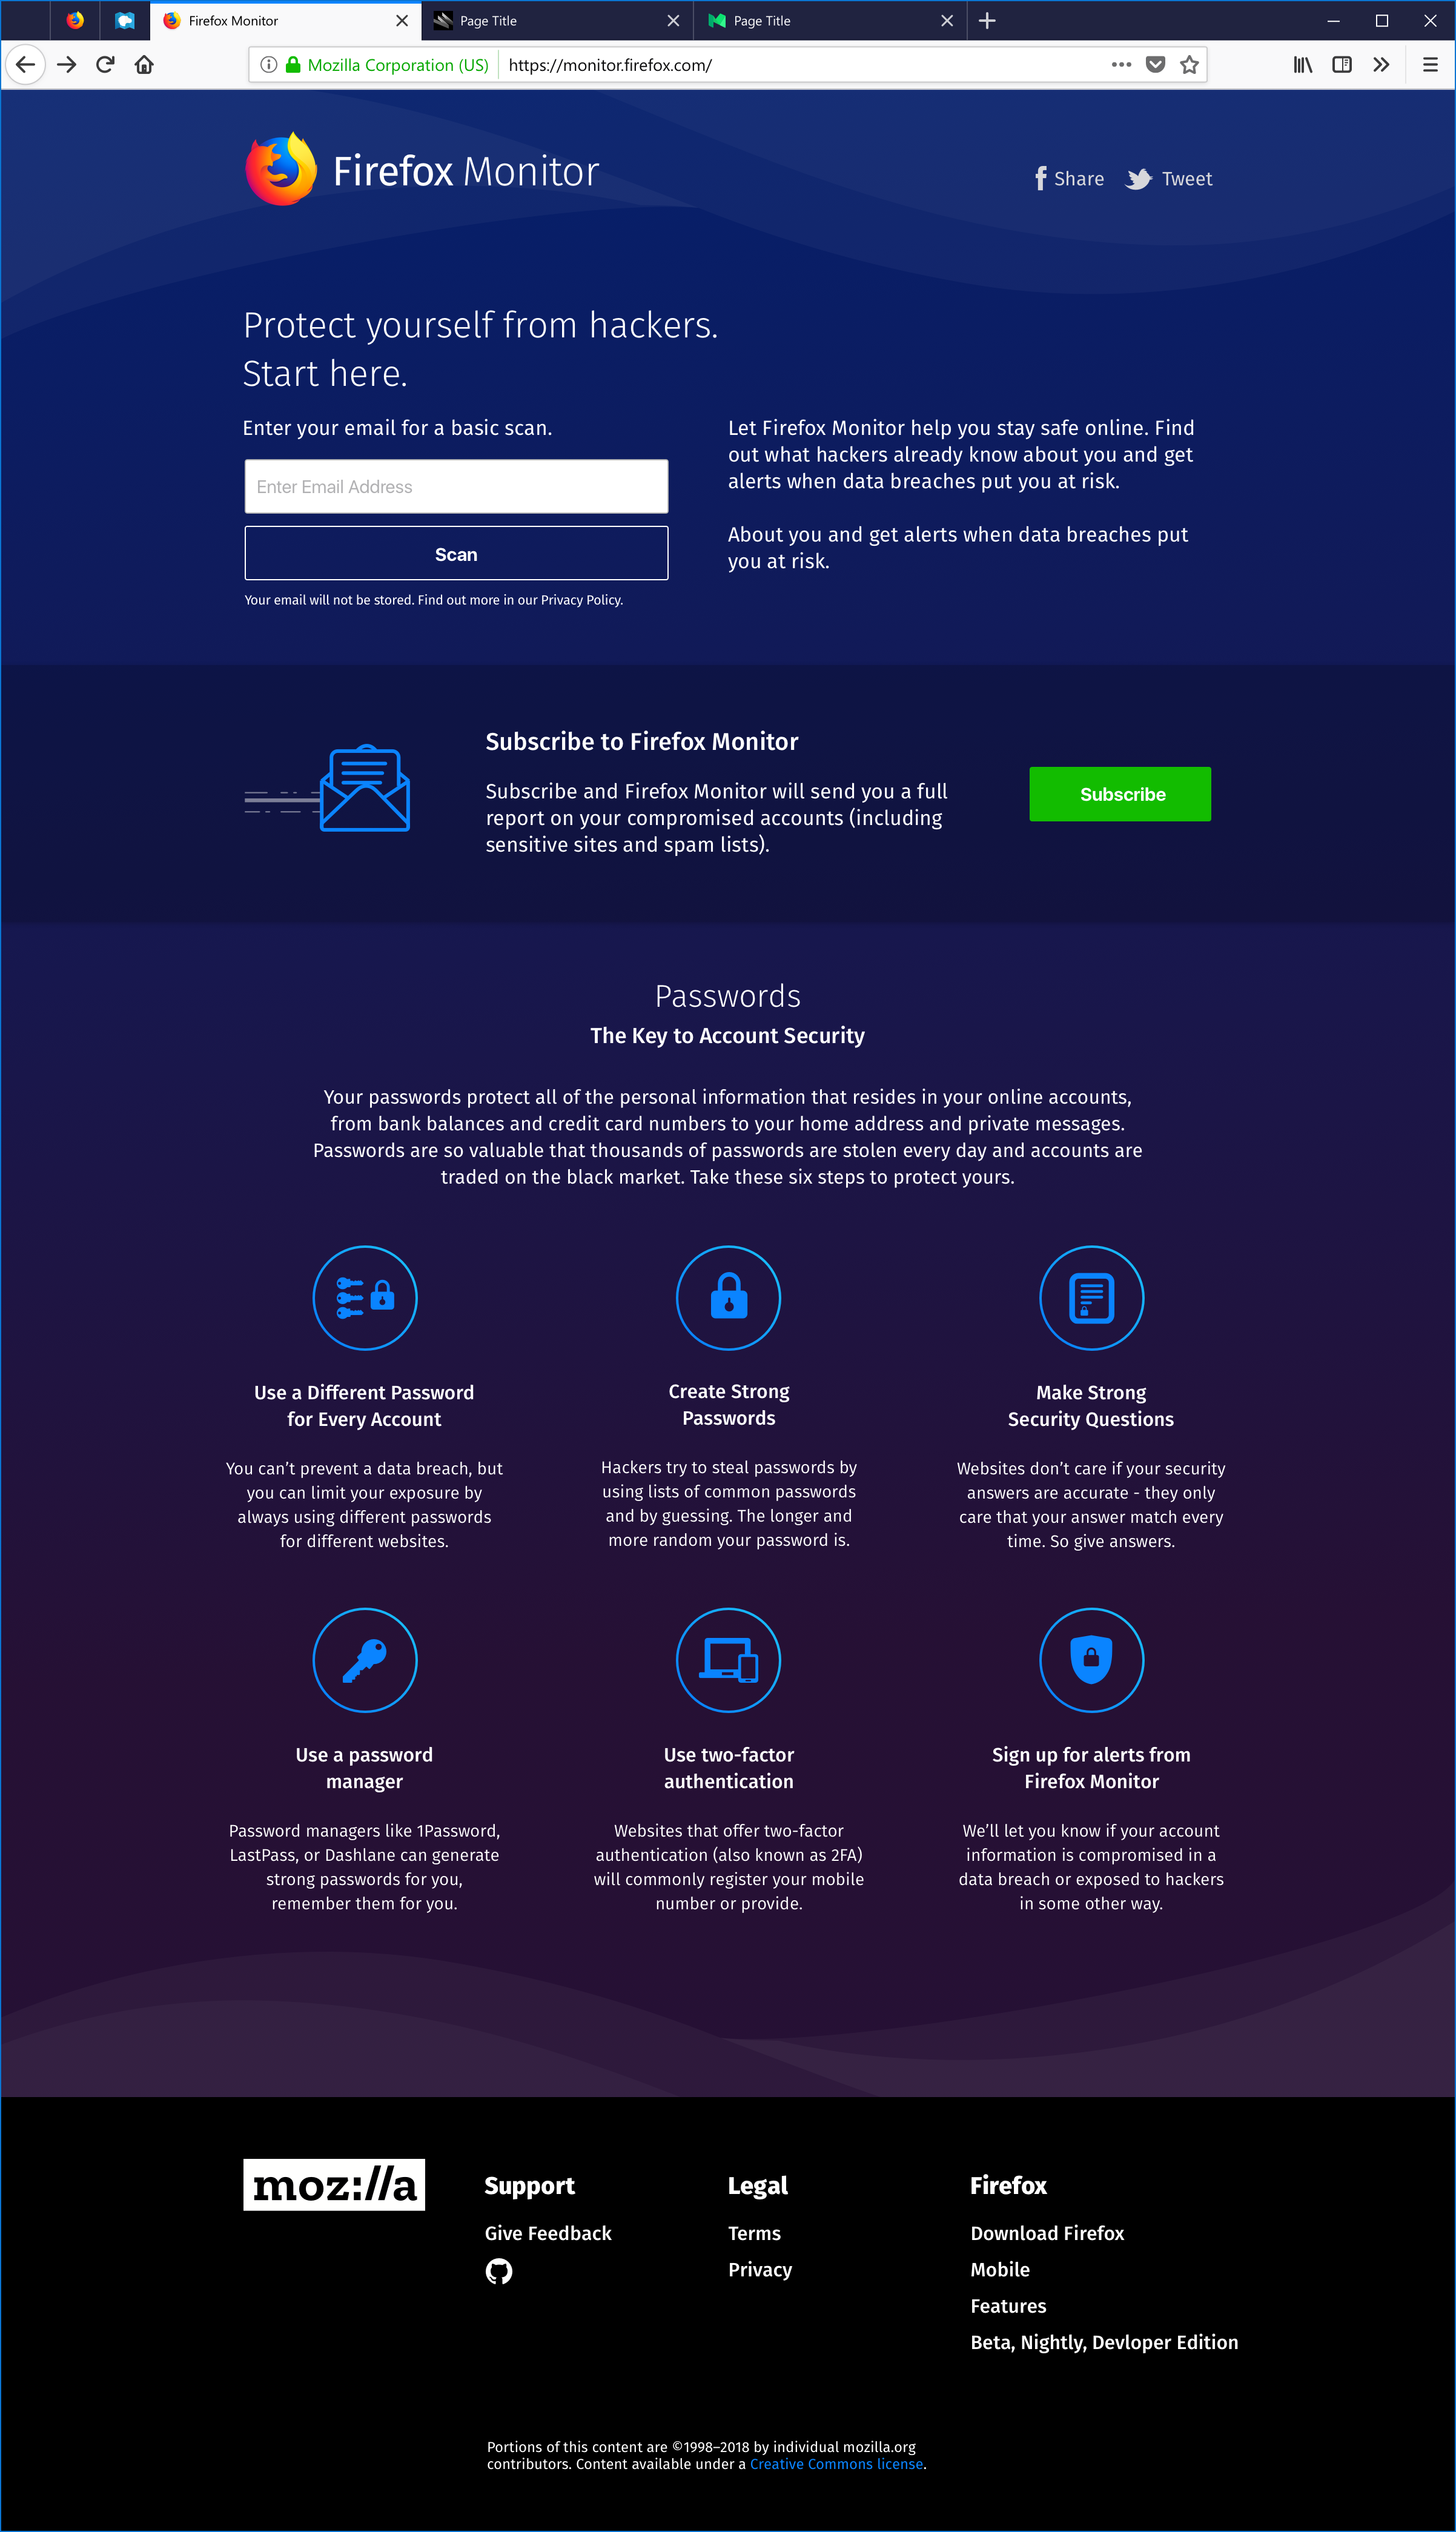 Firefox Monitor
Page Title
Page Title
Mozilla Corporation (US)
https://monitor.firefox.com/
Firefox Monitor
Share
Tweet
Protect yourself from hackers.
Start here.
Enter your email for a basic scan.
Enter Email Address
Scan
Your email will not be stored. Find out more in our Privacy Policy.
Let Firefox Monitor help you stay safe online. Find
out what hackers already know about you and get
alerts when data breaches put you at risk.
About you and get alerts when data breaches put
you at risk.
Subscribe to Firefox Monitor
Subscribe and Firefox Monitor will send you a full
report on your compromised accounts (including
sensitive sites and spam lists).
Subscribe
Passwords
The Key to Account Security
Your passwords protect all of the personal information that resides in your online accounts,
from bank balances and credit card numbers to your home address and private messages.
Passwords are so valuable that thousands of passwords are stolen every day and accounts are
traded on the black market. Take these six steps to protect yours.
Use a Different Password
for Every Account
You can’t prevent a data breach, but
you can limit your exposure by
always using different passwords
for different websites.
Create Strong
Passwords
Hackers try to steal passwords by
using lists of common passwords
and by guessing. The longer and
more random your password is.
Make Strong
Security Questions
Websites don’t care if your security
answers are accurate - they only
care that your answer match every
time. So give answers.
Use a password
manager
Password managers like 1Password,
LastPass, or Dashlane can generate
strong passwords for you,
remember them for you.
Use two-factor
authentication
Websites that offer two-factor
authentication (also known as 2FA)
will commonly register your mobile
number or provide.
Sign up for alerts from
Firefox Monitor
We’ll let you know if your account
information is compromised in a
data breach or exposed to hackers
in some other way.
moz://a
Support
Give Feedback
Legal
Terms
Privacy
Firefox
Download Firefox
Mobile
Features
Beta, Nightly, Devloper Edition
Portions of this content are ©1998–2018 by individual mozilla.org
contributors. Content available under a Creative Commons license.